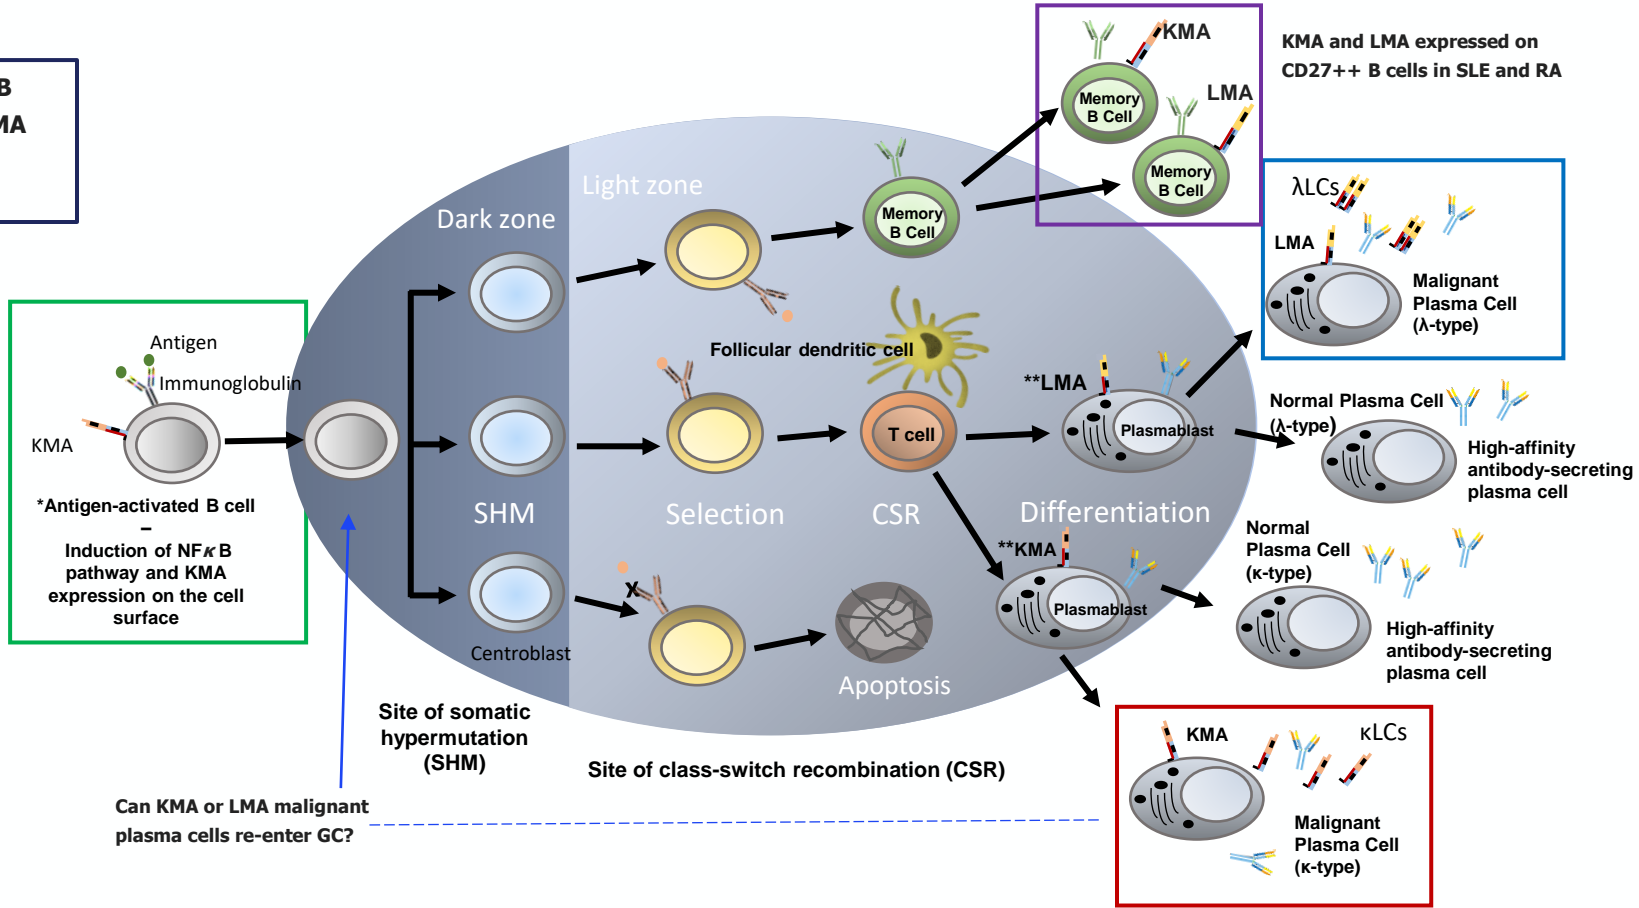 B
MA
KMA
LMA
Memory
B Cell
Memory
B Cell
KMA and LMA expressed on
CD27++ B cells in SLE and RA
Light zone
Dark zone
Memory
B Cell
λLCs
LMA
Malignant
Plasma Cell
(λ-type)
Antigen
Immunoglobulin
KMA
*Antigen-activated B cell
–
Induction of NFκB
pathway and KMA
expression on the cell
surface
Follicular dendritic cell
**LMA
Plasmablast
T cell
Normal Plasma Cell
(λ-type)
High-affinity
antibody-secreting
plasma cell
SHM
Selection
CSR
Differentiation
**KMA
Plasmablast
Normal
Plasma Cell
(κ-type)
High-affinity
antibody-secreting
plasma cell
X
Centroblast
Apoptosis
Site of somatic
hypermutation
(SHM)
Site of class-switch recombination (CSR)
Can KMA or LMA malignant
plasma cells re-enter GC?
KMA
κLCs
Malignant
Plasma Cell
(κ-type)